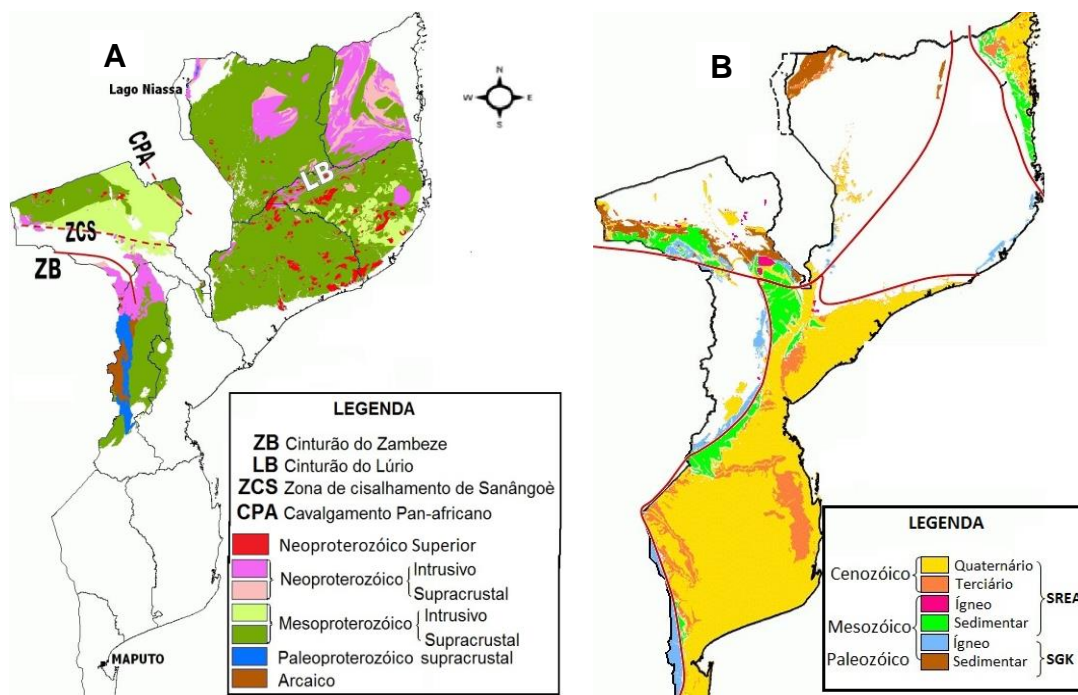 A
Lago Niassa
N
W E
S
CPA
LB
ZCS
ZB
LEGENDA
ZB Cinturão do Zambeze
LB Cinturão do Lúrio
ZCS Zona de cisalhamento de Sanângoè
CPA Cavalgamento Pan-africano
Neoproterozóico Superior
Neoproterozóico Intrusivo
Supracrustal
Mesoproterozóico Intrusivo
Supracrustal
Paleoproterozóico supracrustal
Arcaico
MAPUTO
B
LEGENDA
Cenozóico Quaternário
Terciário
SREA
Mesozóico Ígneo
Sedimentar
Paleozóico Ígneo
Sedimentar
SGK